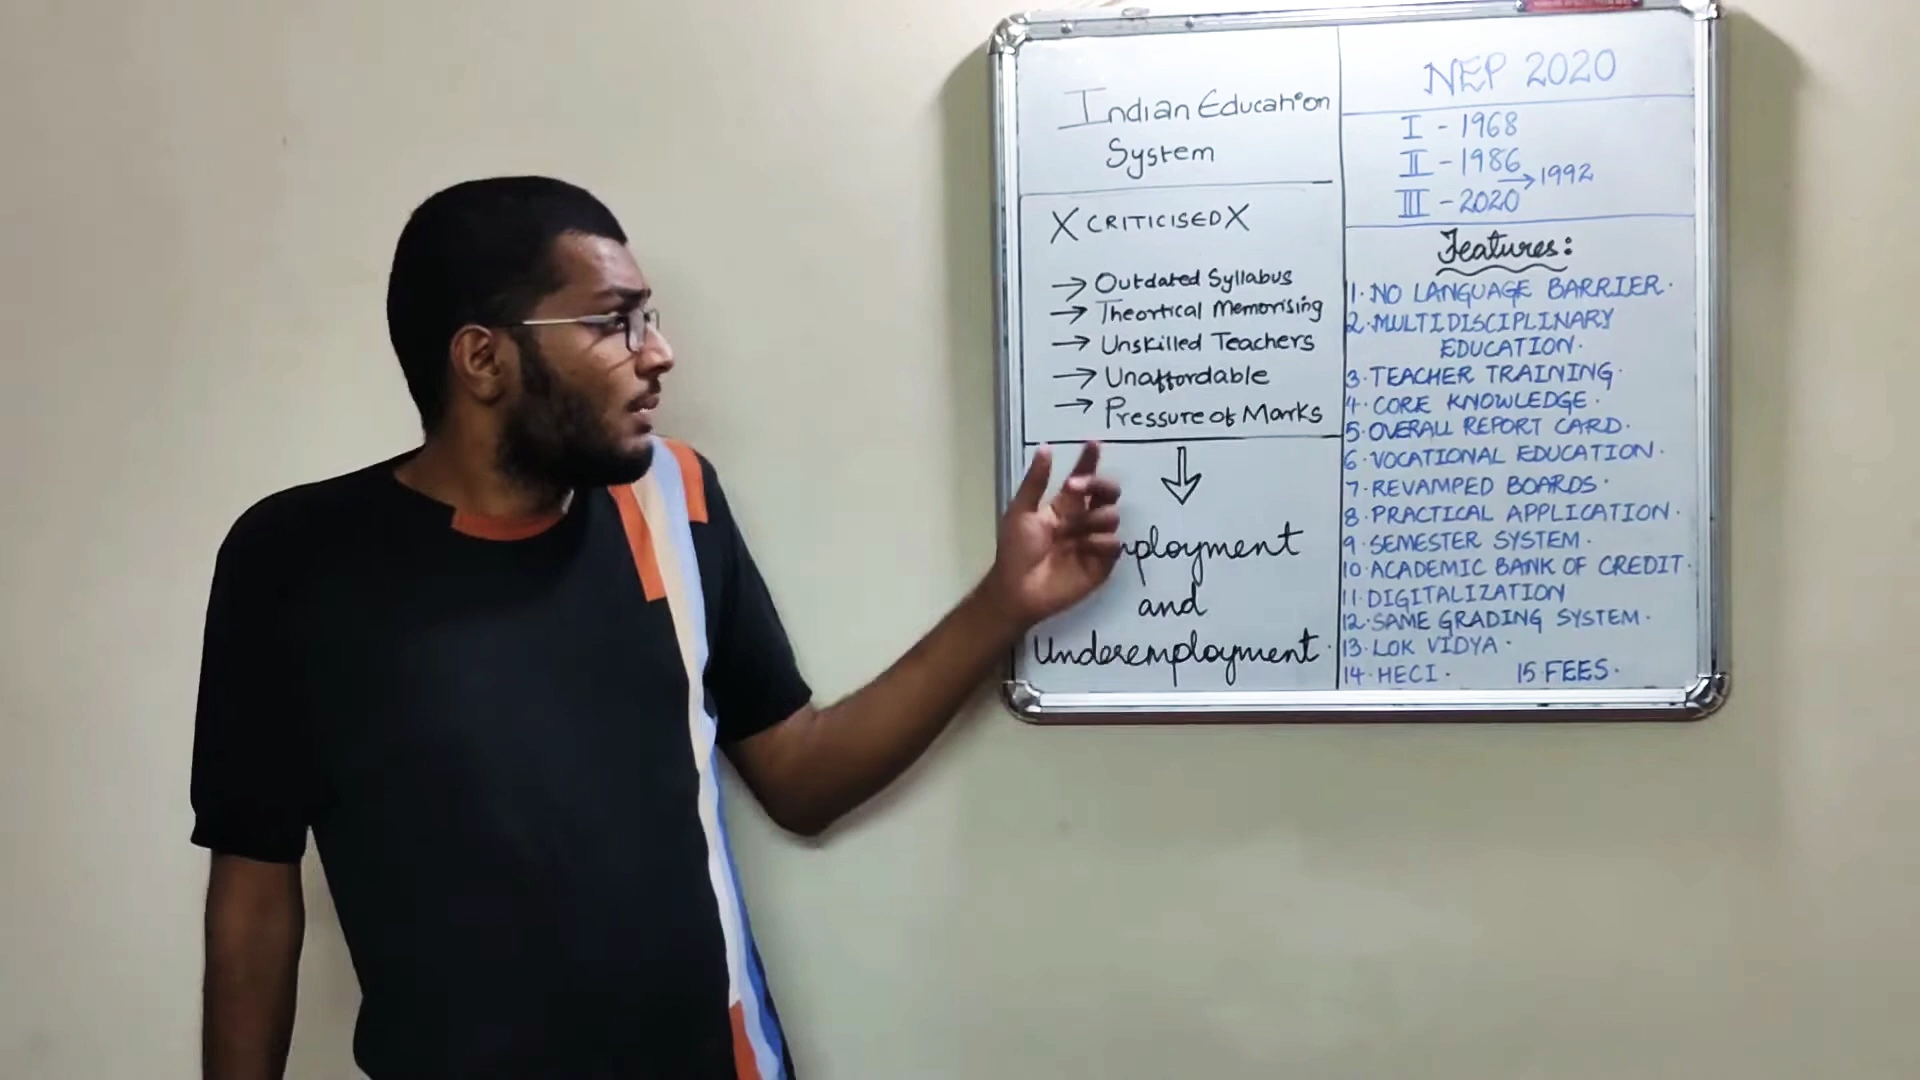 Indian Education
System
X CRITICISED X
→ Outdated Syllabus
→ Theortical Memorising
→ Unskilled Teachers
→ Unaffordable
→ Pressure of Marks
and
Underemployment.
NEP 2020
I - 1968
II - 1986
→ 1992
III - 2020
Features:
1. NO LANGUAGE BARRIER.
2. MULTIDISCIPLINARY
EDUCATION.
3. TEACHER TRAINING.
4. CORE KNOWLEDGE.
5. OVERALL REPORT CARD.
6. VOCATIONAL EDUCATION.
7. REVAMPED BOARDS.
8. PRACTICAL APPLICATION.
9. SEMESTER SYSTEM.
10. ACADEMIC BANK OF CREDIT.
11. DIGITALIZATION
12. SAME GRADING SYSTEM.
13. LOK VIDYA.
14. HECI. 15 FEES.